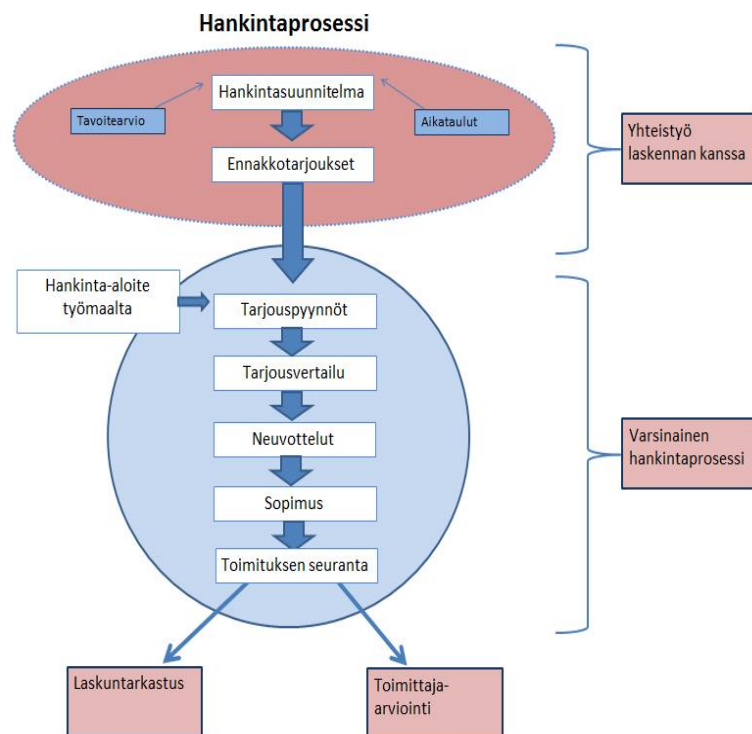 Hankintaprosessi
Hankintasuunnitelma
Tavoitearvio
Aikataulut
Ennakkotarjoukset
Yhteistyö
laskennan kanssa
Hankinta-aloite
työmaalta
Tarjouspyynnöt
Tarjousvertailu
Neuvottelut
Sopimus
Toimituksen seuranta
Varsinainen
hankintaprosessi
Laskuntarkastus
Toimittaja-
arviointi